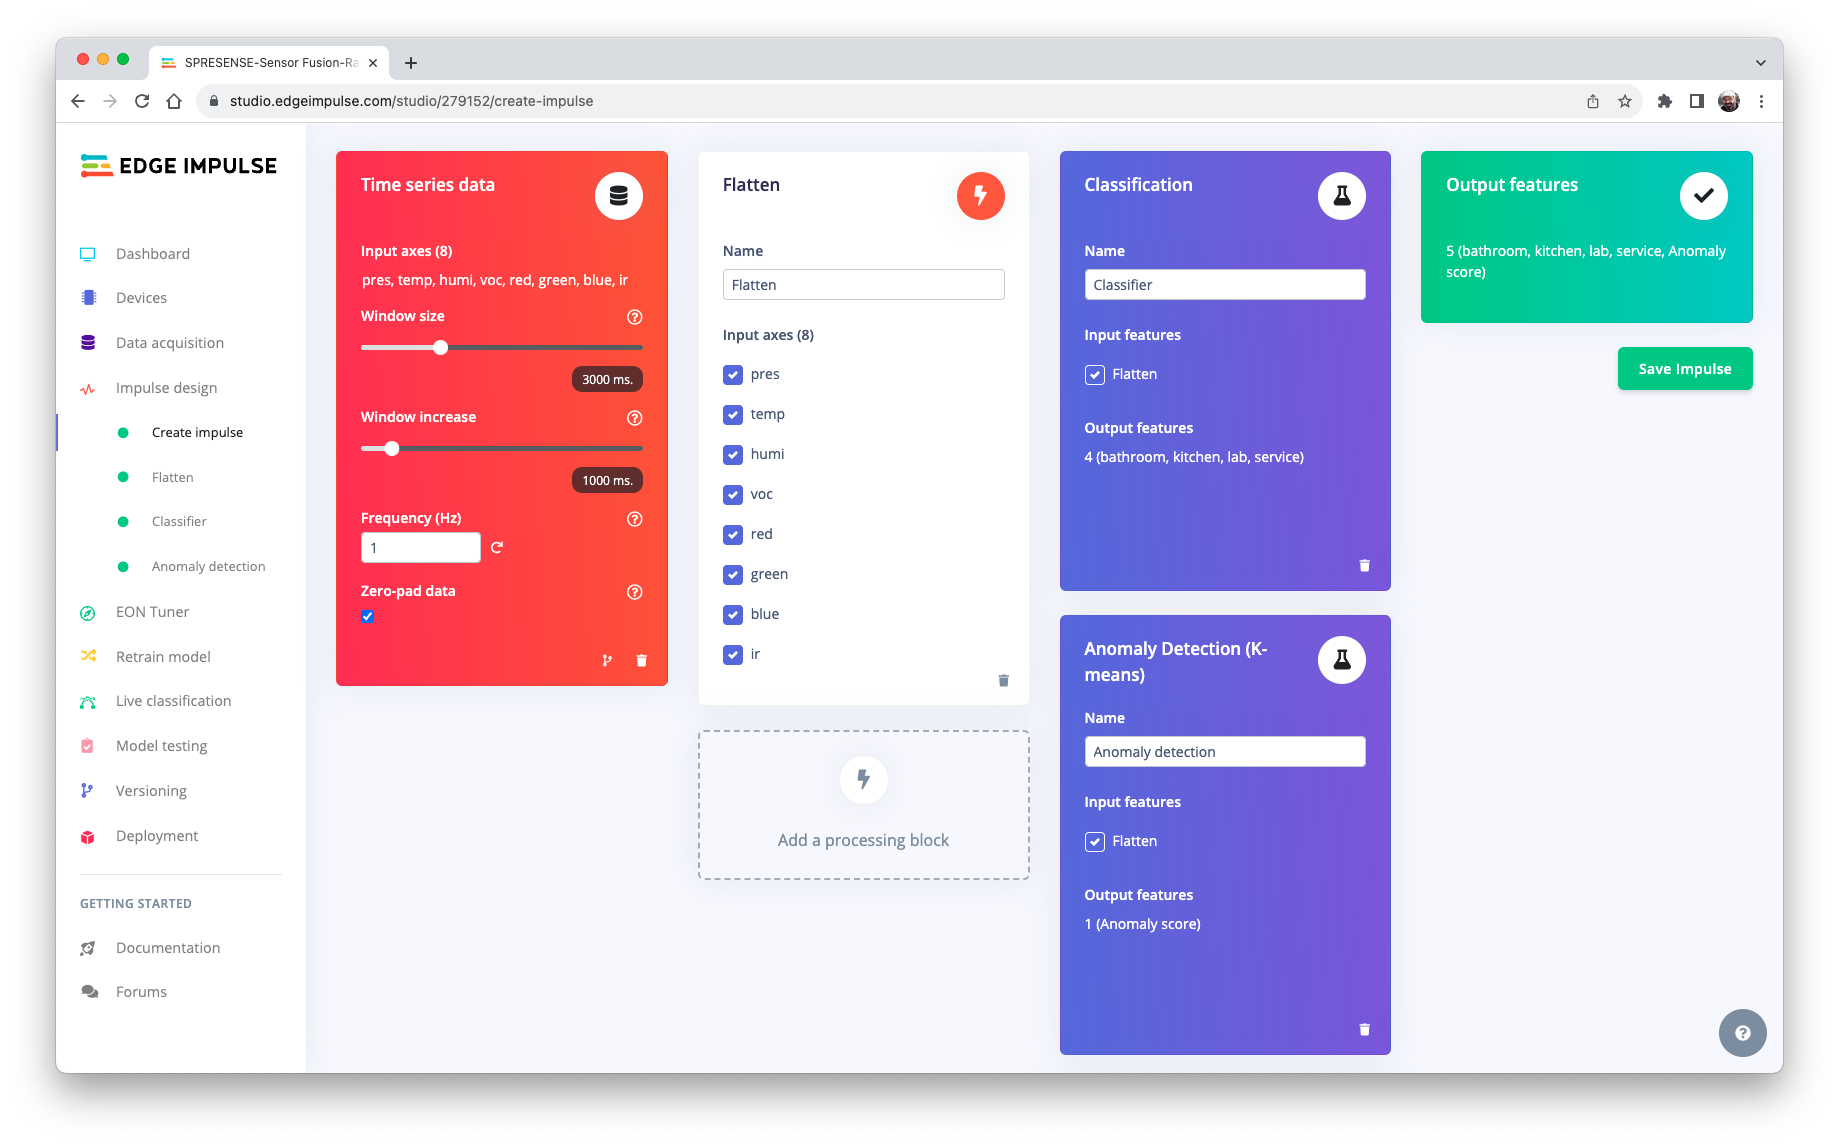 SPRESENSE-Sensor Fusion-Ra
studio.edgeimpulse.com/studio/279152/create-impulse
EDGE IMPULSE
Dashboard
Devices
Data acquisition
Impulse design
Create impulse
Flatten
Classifier
Anomaly detection
EON Tuner
Retrain model
Live classification
Model testing
Versioning
Deployment
GETTING STARTED
Documentation
Forums
Time series data
Input axes (8)
pres, temp, humi, voc, red, green, blue, ir
Window size
3000 ms.
Window increase
1000 ms.
Frequency (Hz)
1
Zero-pad data
Flatten
Name
Flatten
Input axes (8)
pres
temp
humi
voc
red
green
blue
ir
Add a processing block
Classification
Name
Classifier
Input features
Flatten
Output features
4 (bathroom, kitchen, lab, service)
Anomaly Detection (K-
means)
Name
Anomaly detection
Input features
Flatten
Output features
1 (Anomaly score)
Output features
5 (bathroom, kitchen, lab, service, Anomaly
score)
Save Impulse